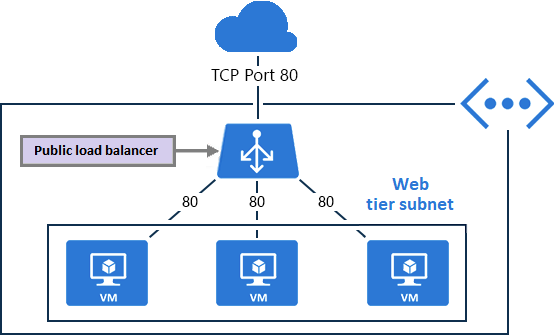 TCP Port 80
Public load balancer
Web
tier subnet
80
80
80
VM
VM
VM